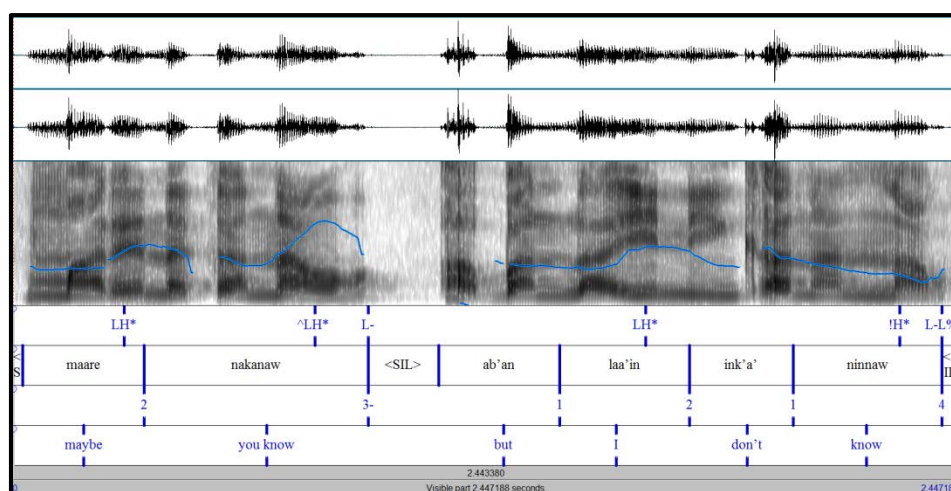 LH* ^LH* L- LH* !H* L-L%
<S maare nakanaw <SIL> ab'an laa'in ink'a' ninnaw
2 3- 1 2 1 4
maybe you know but I don't know
2.443380
Visible part 2.447188 seconds